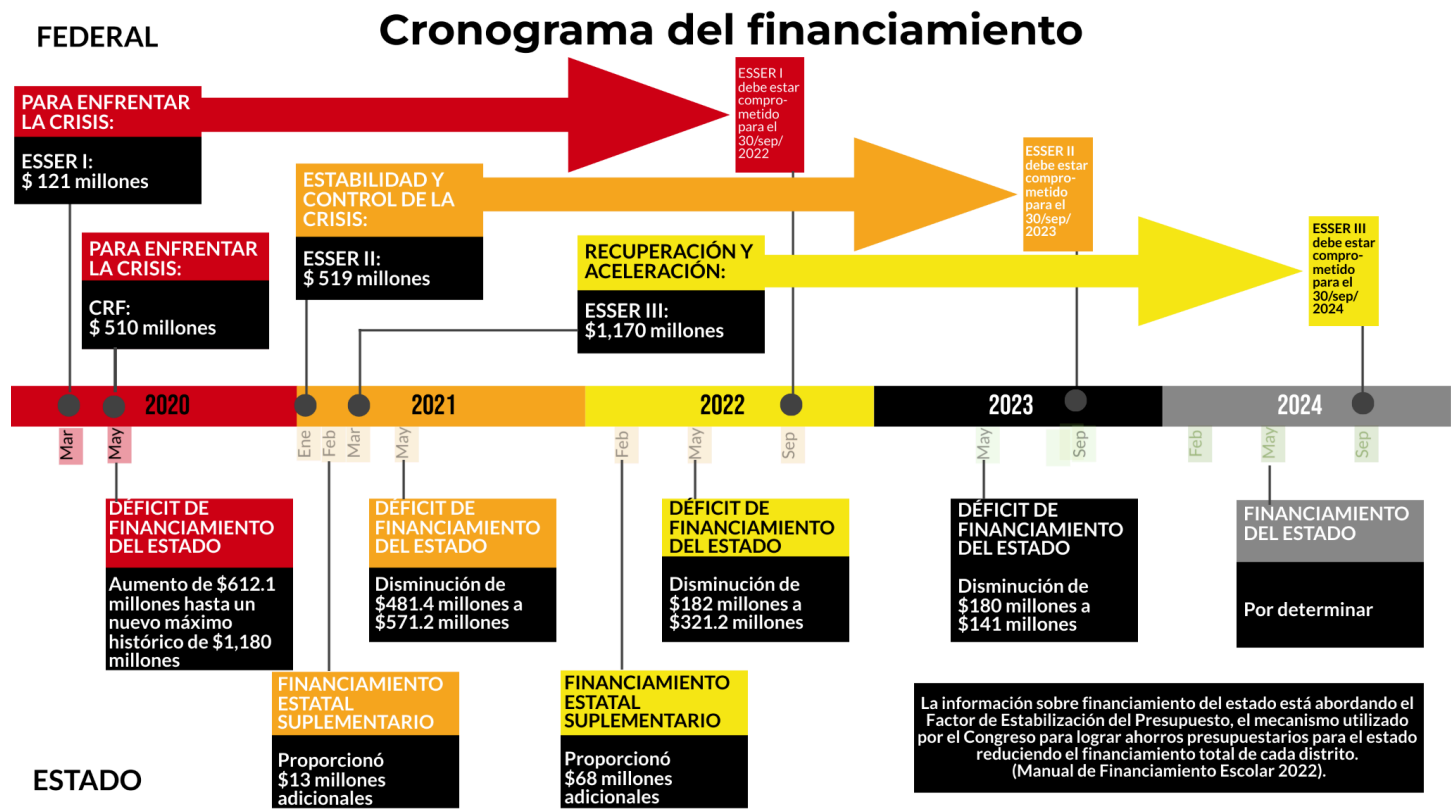 Cronograma del financiamiento
FEDERAL
PARA ENFRENTAR
LA CRISIS:
ESSER I:
$ 121 millones
ESSER I
debe estar
compro-
metido
para el
30/sep/
2022
PARA ENFRENTAR
LA CRISIS:
CRF:
$ 510 millones
ESTABILIDAD Y
CONTROL DE LA
CRISIS:
ESSER II:
$ 519 millones
ESSER II
debe estar
compro-
metido
para el
30/sep/
2023
RECUPERACIÓN Y
ACELERACIÓN:
ESSER III:
$1,170 millones
ESSER III
debe estar
compro-
metido
para el
30/sep/
2024
2020
2021
2022
2023
2024
Mar
May
Ene
Feb
Mar
May
Feb
May
Sep
May
Sep
Feb
May
Sep
DÉFICIT DE
FINANCIAMIENTO
DEL ESTADO
Aumento de $612.1
millones hasta un
nuevo máximo
histórico de $1,180
millones
DÉFICIT DE
FINANCIAMIENTO
DEL ESTADO
Disminución de
$481.4 millones a
$571.2 millones
DÉFICIT DE
FINANCIAMIENTO
DEL ESTADO
Disminución de
$182 millones a
$321.2 millones
DÉFICIT DE
FINANCIAMIENTO
DEL ESTADO
Disminución de
$180 millones a
$141 millones
FINANCIAMIENTO
DEL ESTADO
Por determinar
FINANCIAMIENTO
ESTATAL
SUPLEMENTARIO
Proporcionó
$13 millones
adicionales
FINANCIAMIENTO
ESTATAL
SUPLEMENTARIO
Proporcionó
$68 millones
adicionales
La información sobre financiamiento del estado está abordando el
Factor de Estabilización del Presupuesto, el mecanismo utilizado
por el Congreso para lograr ahorros presupuestarios para el estado
reduciendo el financiamiento total de cada distrito.
(Manual de Financiamiento Escolar 2022).
ESTADO